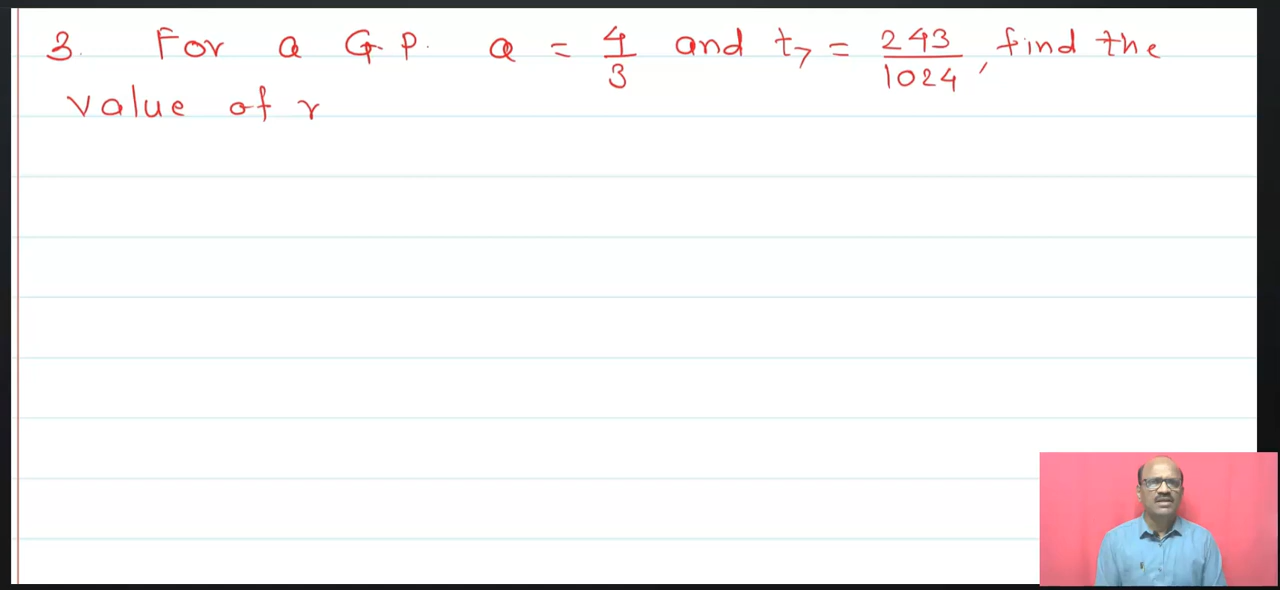 3. For a G.P. a = 4/3 and t₇ = 243/1024, find the
value of r